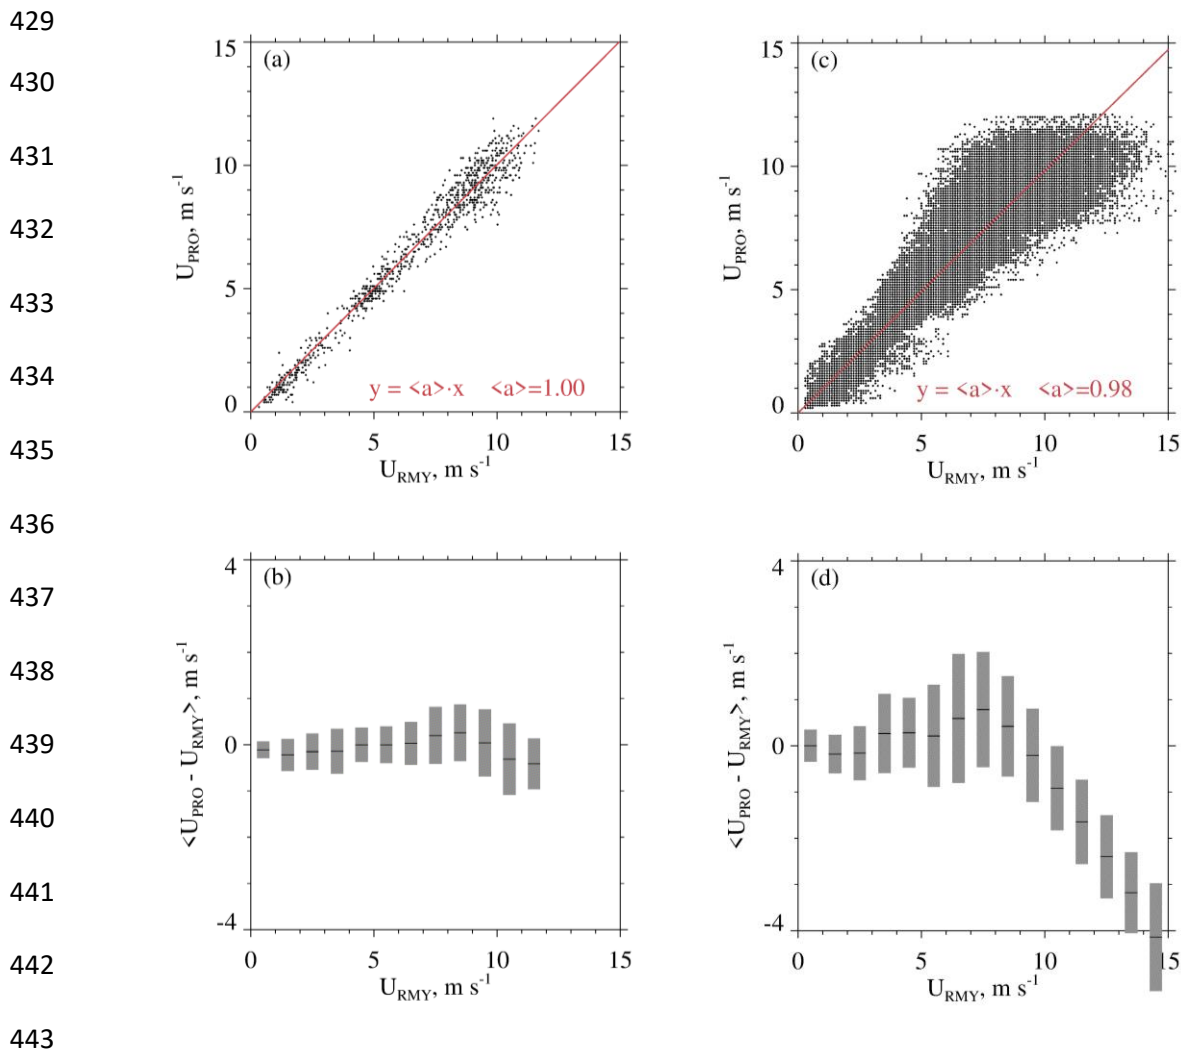 429
430
431
432
433
434
435
436
437
438
439
440
441
442
443
(a)
15
10
5
0
U_PRO, m s⁻¹
y = <a>·x <a>=1.00
0 5 10 15
U_RMY, m s⁻¹
(c)
15
10
5
0
U_PRO, m s⁻¹
y = <a>·x <a>=0.98
0 5 10 15
U_RMY, m s⁻¹
(b)
4
0
-4
<U_PRO - U_RMY>, m s⁻¹
0 5 10 15
U_RMY, m s⁻¹
(d)
4
0
-4
<U_PRO - U_RMY>, m s⁻¹
0 5 10 15
U_RMY, m s⁻¹